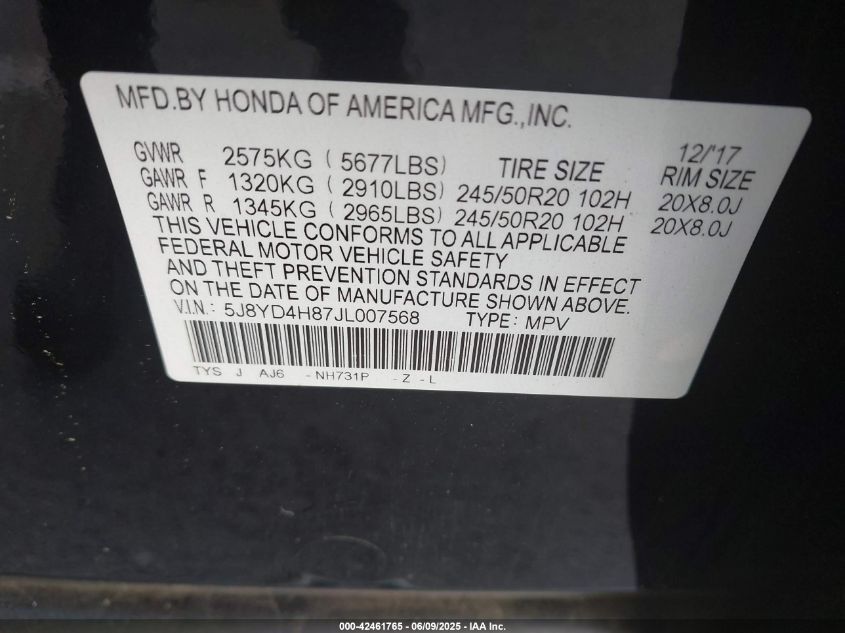 MFD.BY HONDA OF AMERICA MFG.,INC.
12/'17
GVWR 2575KG ( 5677LBS) TIRE SIZE RIM SIZE
GAWR F 1320KG ( 2910LBS) 245/50R20 102H 20X8.0J
GAWR R 1345KG ( 2965LBS) 245/50R20 102H 20X8.0J
THIS VEHICLE CONFORMS TO ALL APPLICABLE
FEDERAL MOTOR VEHICLE SAFETY
AND THEFT PREVENTION STANDARDS IN EFFECT
ON THE DATE OF MANUFACTURE SHOWN ABOVE.
V.I.N.: 5J8YD4H87JL007568 TYPE: MPV
TYS J AJ6 -NH731P -Z -L
000-42461765 - 06/09/2025 - IAA Inc.